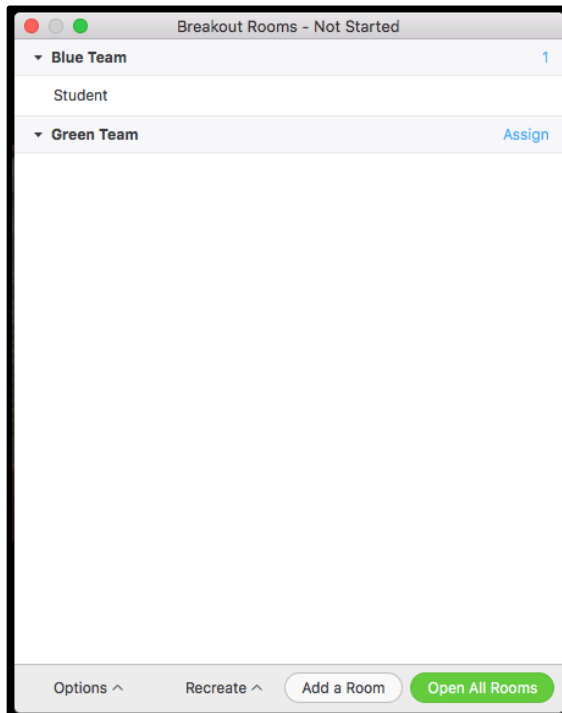 Breakout Rooms - Not Started
Blue Team 1
Student
Green Team Assign
Options Recreate Add a Room Open All Rooms